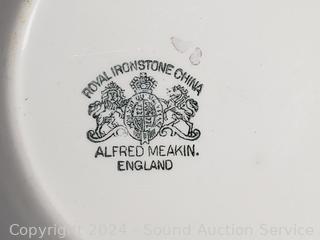 ROYAL IRONSTONE CHINA
ALFRED MEAKIN.
ENGLAND
Copyright 2024 - Sound Auction Service